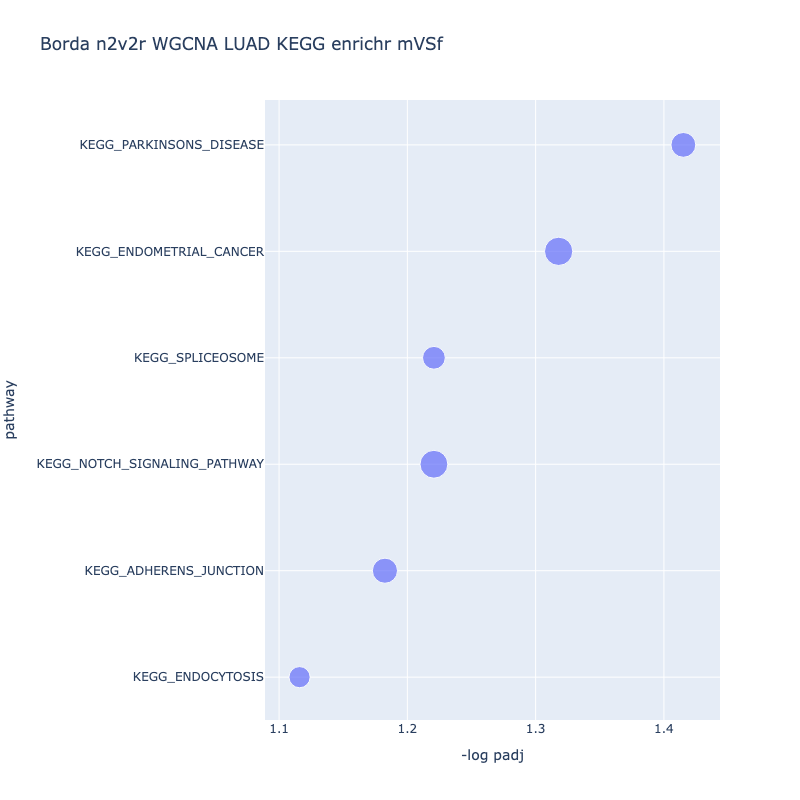 Borda n2v2r WGCNA LUAD KEGG enrichr mVSf
KEGG_PARKINSONS_DISEASE
KEGG_ENDOMETRIAL_CANCER
KEGG_SPLICEOSOME
pathway
KEGG_NOTCH_SIGNALING_PATHWAY
KEGG_ADHERENS_JUNCTION
KEGG_ENDOCYTOSIS
1.1 1.2 1.3 1.4
-log padj